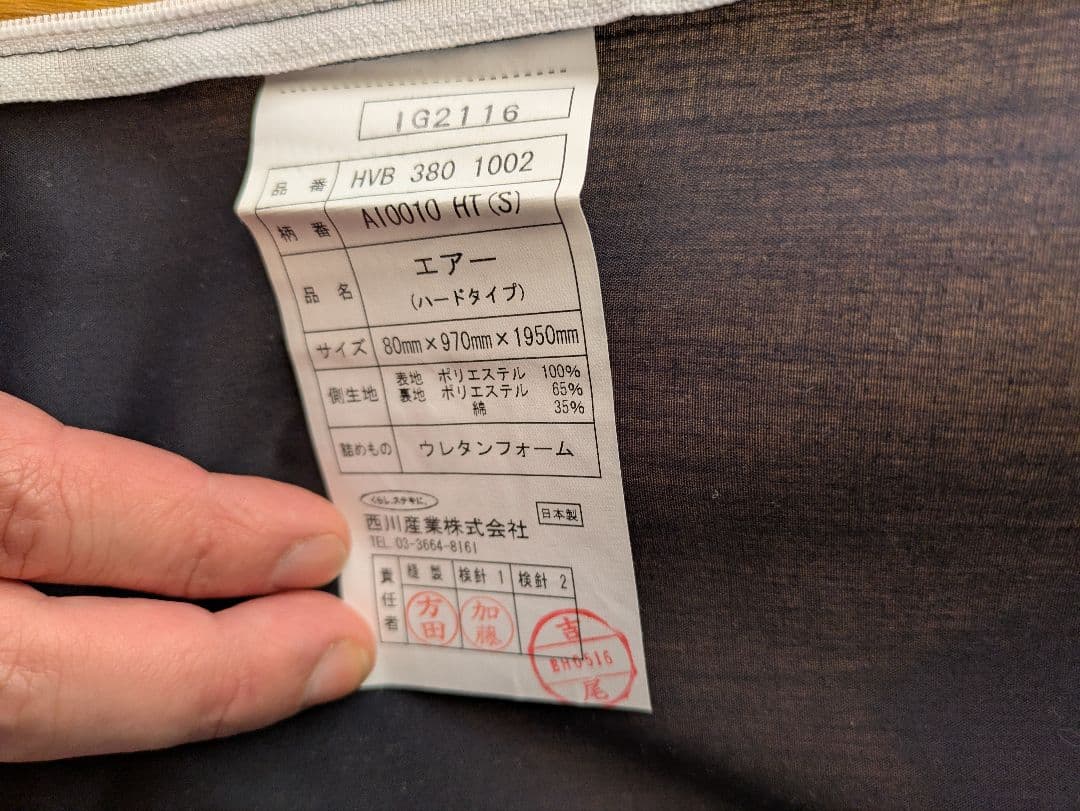 IG2116
品番 HVB 380 1002
柄番 AI0010 HT(S)
品名 エアー
(ハードタイプ)
サイズ 80mm×970mm×1950mm
側生地 表地 ポリエステル 100%
裏地 ポリエステル 65%
綿 35%
詰めもの ウレタンフォーム
くらし、ステキに。
西川産業株式会社 日本製
TEL 03-3664-8161
責任者 縫製 検針1 検針2
方田 加藤 吉
BH0516
尾